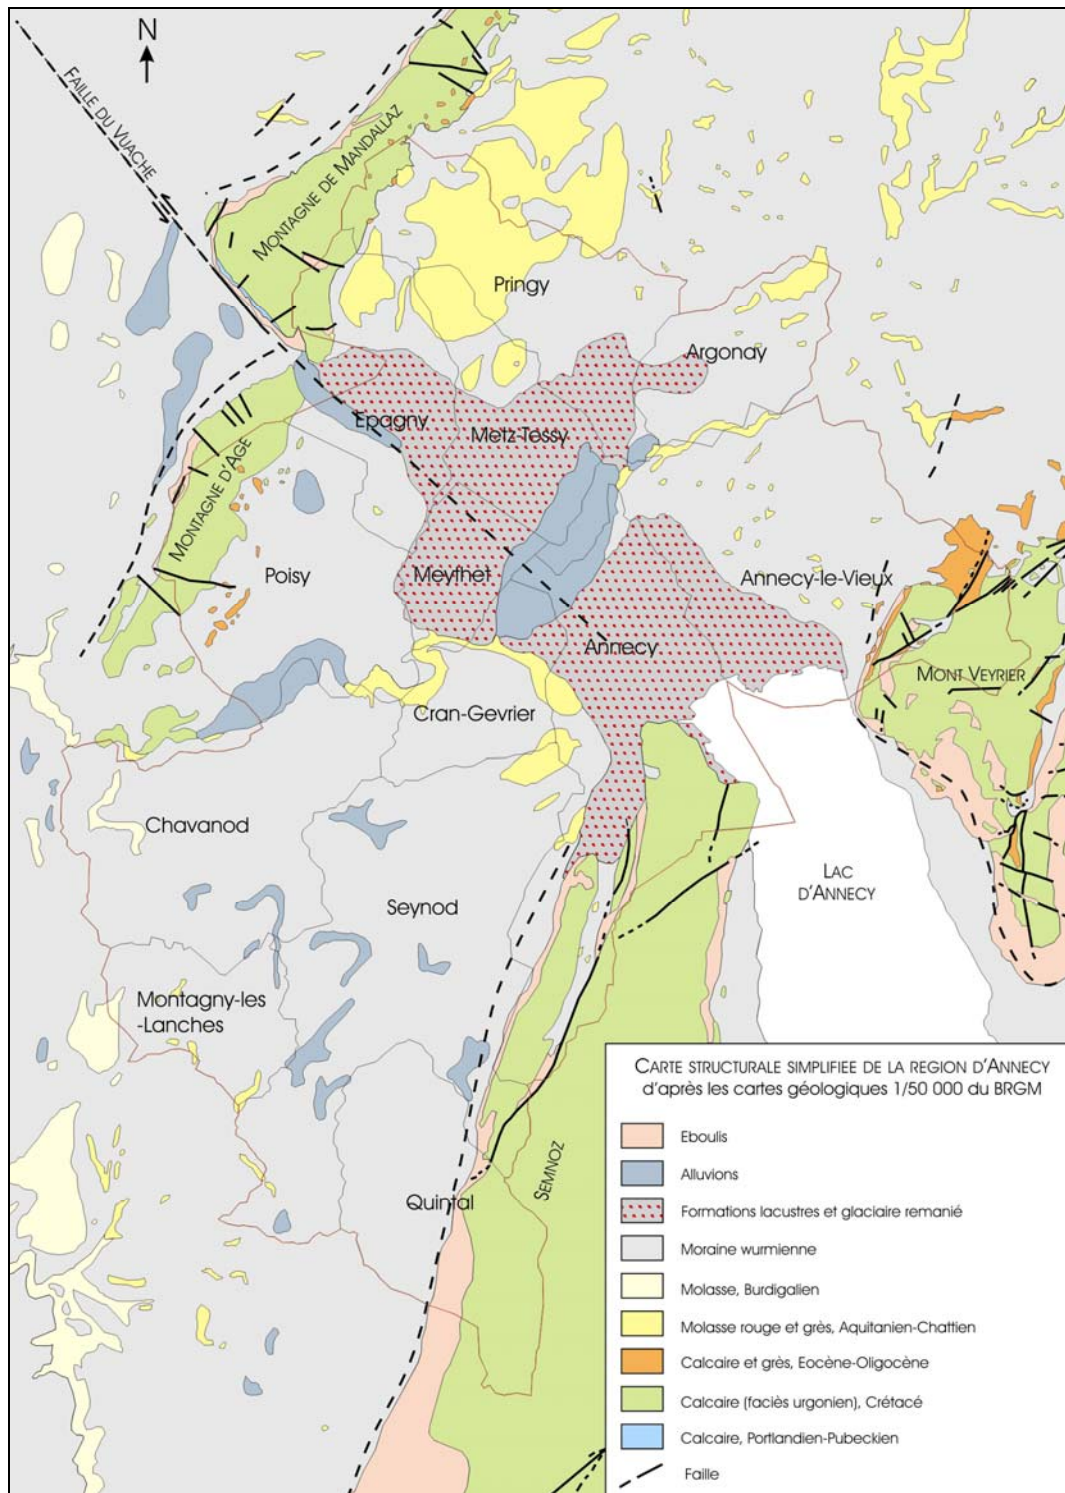 N
FAILLE DU VUACHE
MONTAGNE DE MANDALLAZ
Pringy
Argonay
Epagny
Metz-Tessy
MONTAGNE D'AGE
Poisy
Meythet
Annecy-le-Vieux
Annecy
MONT VEYRIER
Cran-Gevrier
Chavanod
LAC
D'ANNECY
Seynod
Montagny-les
-Lanches
Quintal
SEMNOZ
CARTE STRUCTURALE SIMPLIFIEE DE LA REGION D'ANNECY
d'après les cartes géologiques 1/50 000 du BRGM
Eboulis
Alluvions
Formations lacustres et glaciaire remanié
Moraine wurmienne
Molasse, Burdigalien
Molasse rouge et grès, Aquitanien-Chattien
Calcaire et grès, Eocène-Oligocène
Calcaire (faciès urgonien), Crétacé
Calcaire, Portlandien-Pubeckien
Faille